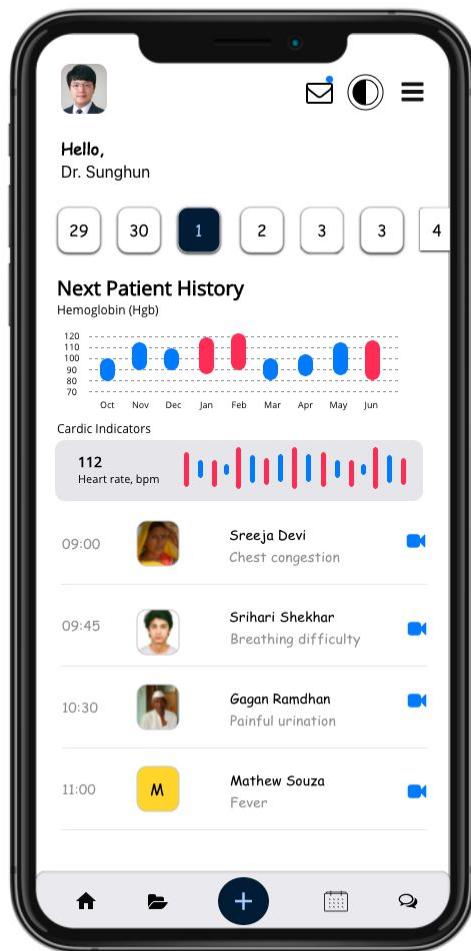 Hello,
Dr. Sunghun
29 30 1 2 3 3 4
Next Patient History
Hemoglobin (Hgb)
120
110
100
90
80
70
Oct Nov Dec Jan Feb Mar Apr May Jun
Cardic Indicators
112
Heart rate, bpm
09:00
Sreeja Devi
Chest congestion
09:45
Srihari Shekhar
Breathing difficulty
10:30
Gagan Ramdhan
Painful urination
11:00
M
Mathew Souza
Fever